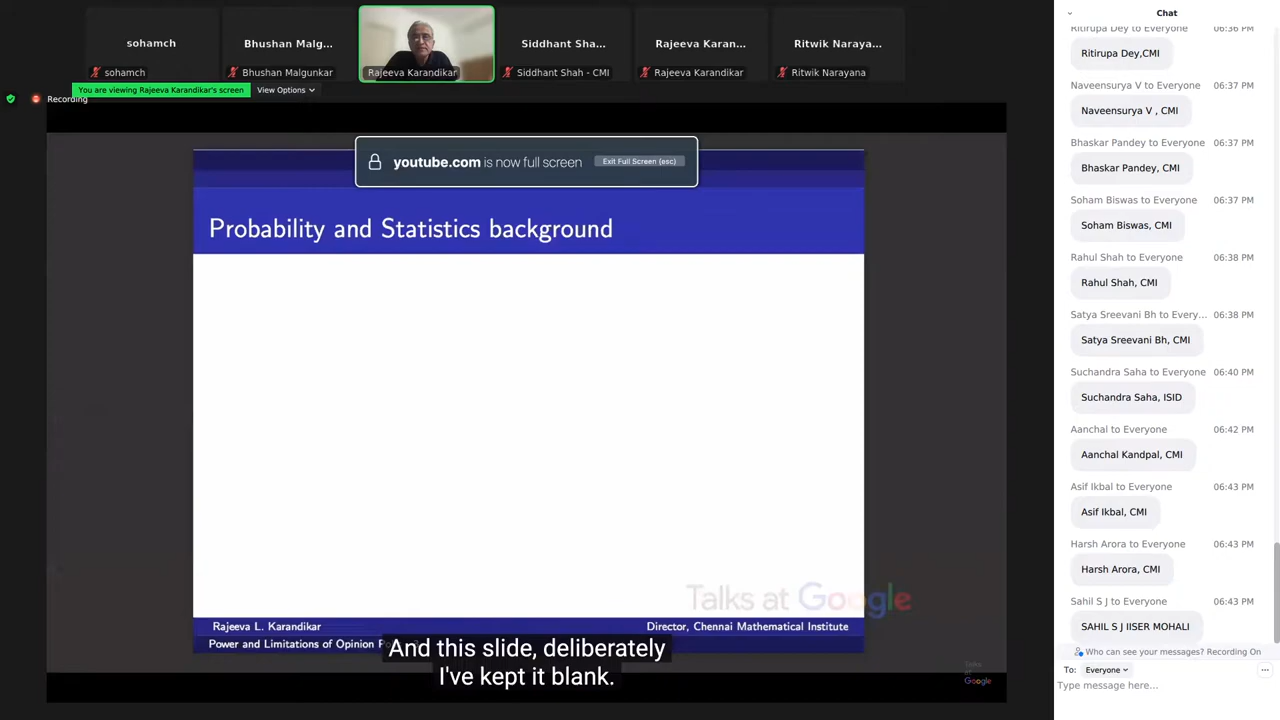 sohamch
Bhushan Malg...
Siddhant Sha...
Rajeeva Karan...
Ritwik Naraya...
sohamch
Bhushan Malgunkar
Rajeeva Karandikar
Siddhant Shah - CMI
Rajeeva Karandikar
Ritwik Narayana
You are viewing Rajeeva Karandikar's screen
View Options
Recording
youtube.com is now full screen
Exit Full Screen (esc)
Probability and Statistics background
Talks at Google
Rajeeva L. Karandikar
Director, Chennai Mathematical Institute
Power and Limitations of Opinion
And this slide, deliberately
I've kept it blank.
Talks
at
Google
Chat
Ritirupa Dey to Everyone 06:36 PM
Ritirupa Dey,CMI
Naveensurya V to Everyone 06:37 PM
Naveensurya V , CMI
Bhaskar Pandey to Everyone 06:37 PM
Bhaskar Pandey, CMI
Soham Biswas to Everyone 06:37 PM
Soham Biswas, CMI
Rahul Shah to Everyone 06:38 PM
Rahul Shah, CMI
Satya Sreevani Bh to Every... 06:38 PM
Satya Sreevani Bh, CMI
Suchandra Saha to Everyone 06:40 PM
Suchandra Saha, ISID
Aanchal to Everyone 06:42 PM
Aanchal Kandpal, CMI
Asif Ikbal to Everyone 06:43 PM
Asif Ikbal, CMI
Harsh Arora to Everyone 06:43 PM
Harsh Arora, CMI
Sahil S J to Everyone 06:43 PM
SAHIL S J IISER MOHALI
Who can see your messages? Recording On
To: Everyone
Type message here...